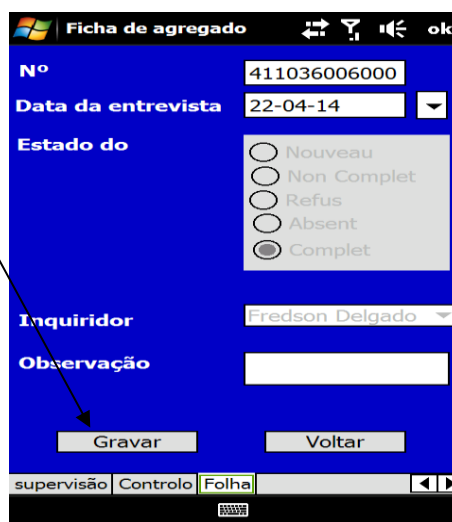 Ficha de agregado ok
Nº 411036006000
Data da entrevista 22-04-14
Estado do
Nouveau
Non Complet
Refus
Absent
Complet
Inquiridor Fredson Delgado
Observação
Gravar Voltar
supervisão Controlo Folha